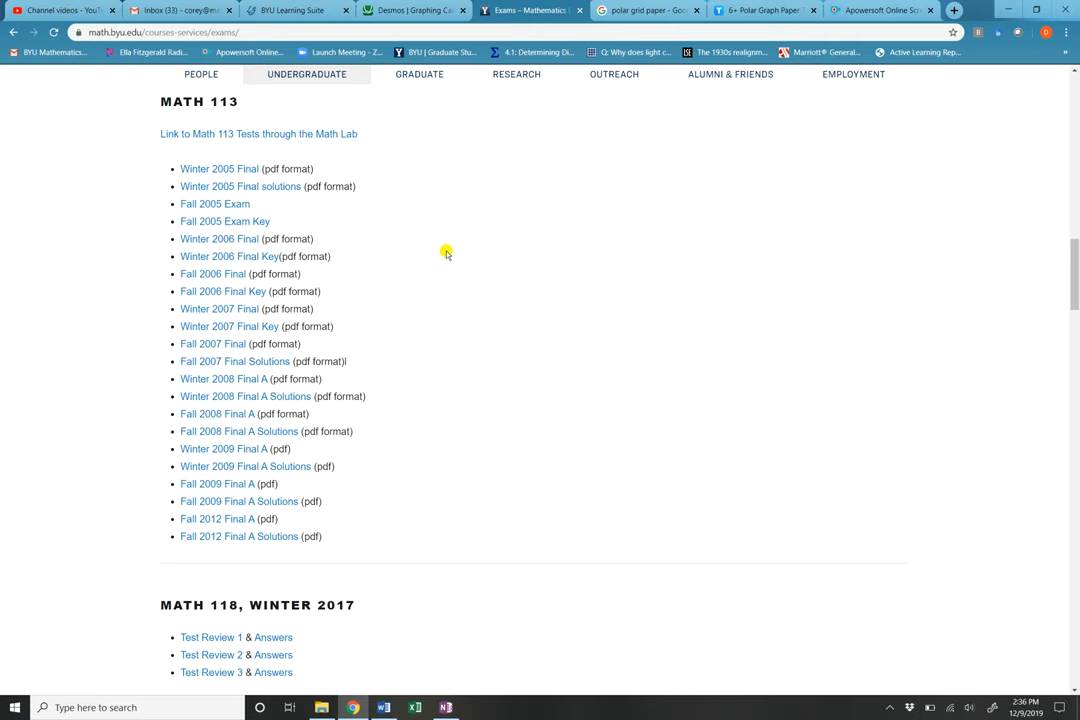 Channel videos - YouT
Inbox (33) - corey@ma
BYU Learning Suite
Desmos | Graphing Ca
Exams – Mathematics |
polar grid paper - Goo
6+ Polar Graph Paper T
Apowersoft Online Scr
math.byu.edu/courses-services/exams/
BYU Mathematics...
Ella Fitzgerald Radi...
Apowersoft Online...
Launch Meeting - Z...
BYU | Graduate Stu...
4.1: Determining Di...
Q: Why does light c...
The 1930s realignm...
Marriott® General...
Active Learning Rep...
PEOPLE
UNDERGRADUATE
GRADUATE
RESEARCH
OUTREACH
ALUMNI & FRIENDS
EMPLOYMENT
MATH 113
Link to Math 113 Tests through the Math Lab
Winter 2005 Final (pdf format)
Winter 2005 Final solutions (pdf format)
Fall 2005 Exam
Fall 2005 Exam Key
Winter 2006 Final (pdf format)
Winter 2006 Final Key(pdf format)
Fall 2006 Final (pdf format)
Fall 2006 Final Key (pdf format)
Winter 2007 Final (pdf format)
Winter 2007 Final Key (pdf format)
Fall 2007 Final (pdf format)
Fall 2007 Final Solutions (pdf format)l
Winter 2008 Final A (pdf format)
Winter 2008 Final A Solutions (pdf format)
Fall 2008 Final A (pdf format)
Fall 2008 Final A Solutions (pdf format)
Winter 2009 Final A (pdf)
Winter 2009 Final A Solutions (pdf)
Fall 2009 Final A (pdf)
Fall 2009 Final A Solutions (pdf)
Fall 2012 Final A (pdf)
Fall 2012 Final A Solutions (pdf)
MATH 118, WINTER 2017
Test Review 1 & Answers
Test Review 2 & Answers
Test Review 3 & Answers
Type here to search
2:36 PM
12/9/2019